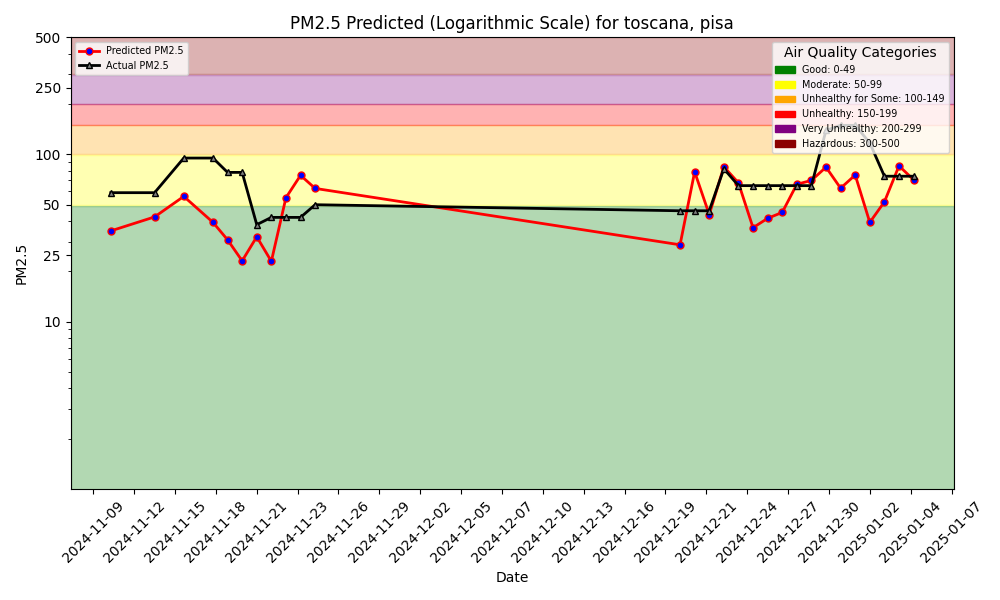 PM2.5 Predicted (Logarithmic Scale) for toscana, pisa
Predicted PM2.5
Actual PM2.5
Air Quality Categories
Good: 0-49
Moderate: 50-99
Unhealthy for Some: 100-149
Unhealthy: 150-199
Very Unhealthy: 200-299
Hazardous: 300-500
500
250
100
50
25
10
PM2.5
2024-11-09
2024-11-12
2024-11-15
2024-11-18
2024-11-21
2024-11-23
2024-11-26
2024-11-29
2024-12-02
2024-12-05
2024-12-07
2024-12-10
2024-12-13
2024-12-16
2024-12-19
2024-12-21
2024-12-24
2024-12-27
2024-12-30
2025-01-02
2025-01-04
2025-01-07
Date